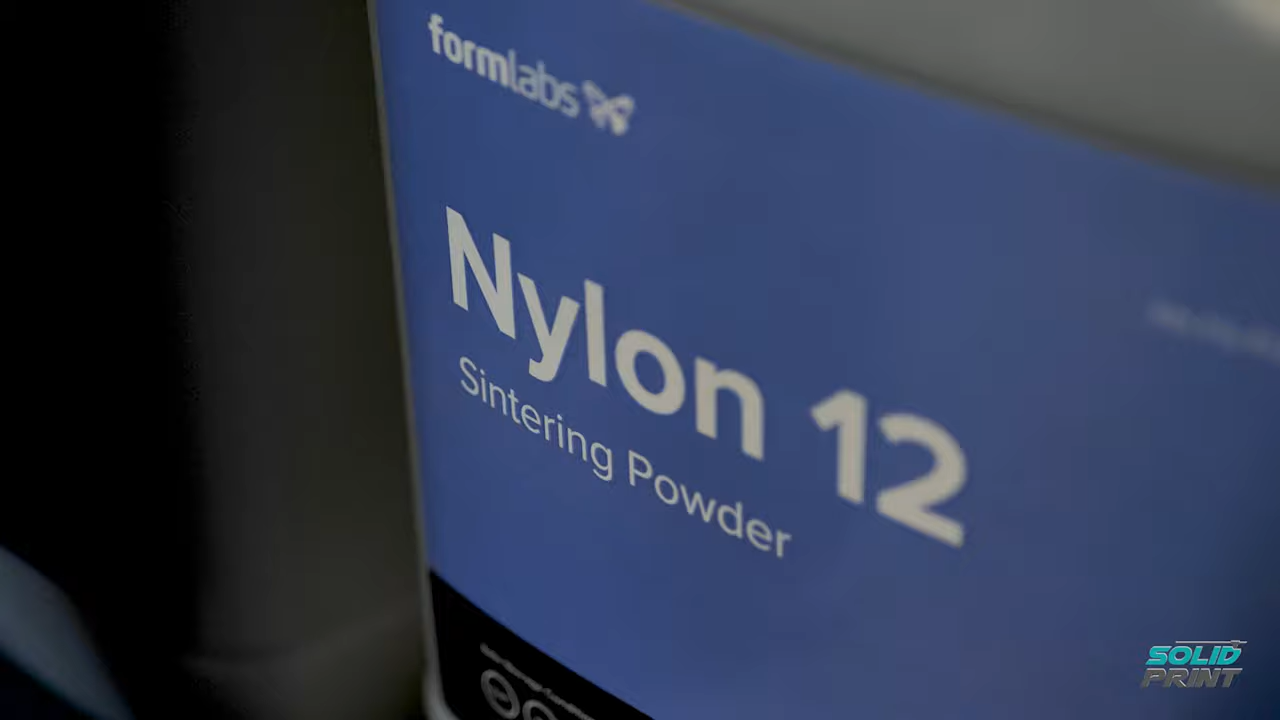 formlabs
Nylon 12
Sintering Powder
SOLID
PRINT